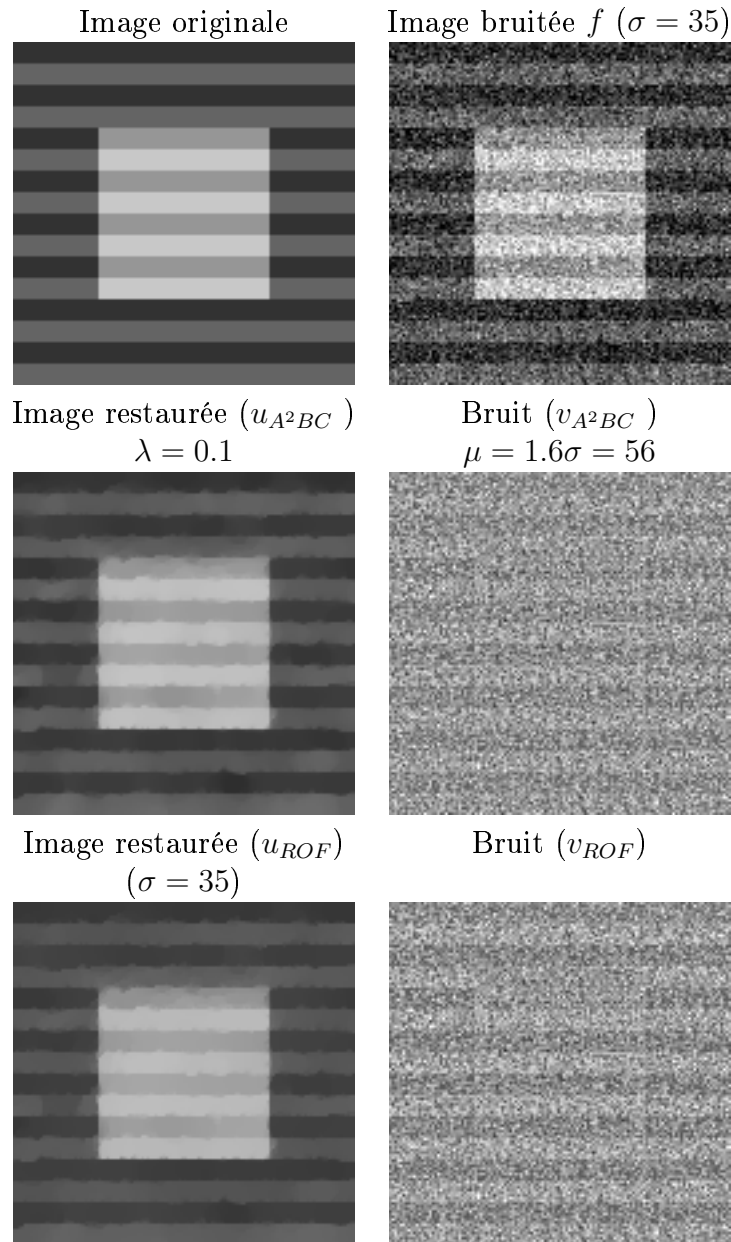 Image originale
Image bruitée f (σ = 35)
Image restaurée (u_{A²BC} )
λ = 0.1
Bruit (v_{A²BC} )
μ = 1.6σ = 56
Image restaurée (u_{ROF})
(σ = 35)
Bruit (v_{ROF})